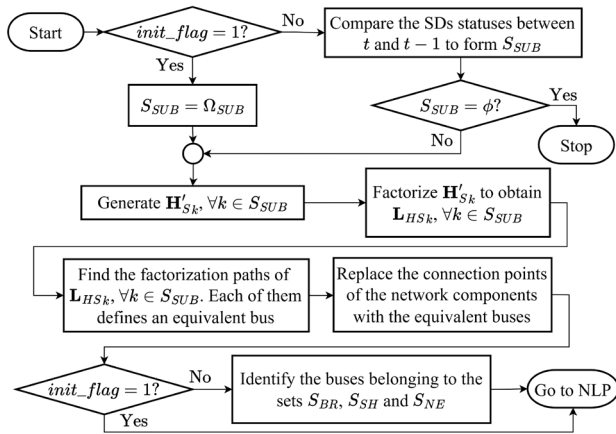 Start
init_flag = 1?
No
Compare the SDs statuses between
t and t − 1 to form S_SUB
Yes
S_SUB = Ω_SUB
S_SUB = ϕ?
Yes
No
Stop
Generate H′_Sk, ∀k ∈ S_SUB
Factorize H′_Sk to obtain
L_HSk, ∀k ∈ S_SUB
Find the factorization paths of
L_HSk, ∀k ∈ S_SUB. Each of them
defines an equivalent bus
Replace the connection points
of the network components
with the equivalent buses
init_flag = 1?
No
Identify the buses belonging to the
sets S_BR, S_SH and S_NE
Go to NLP
Yes